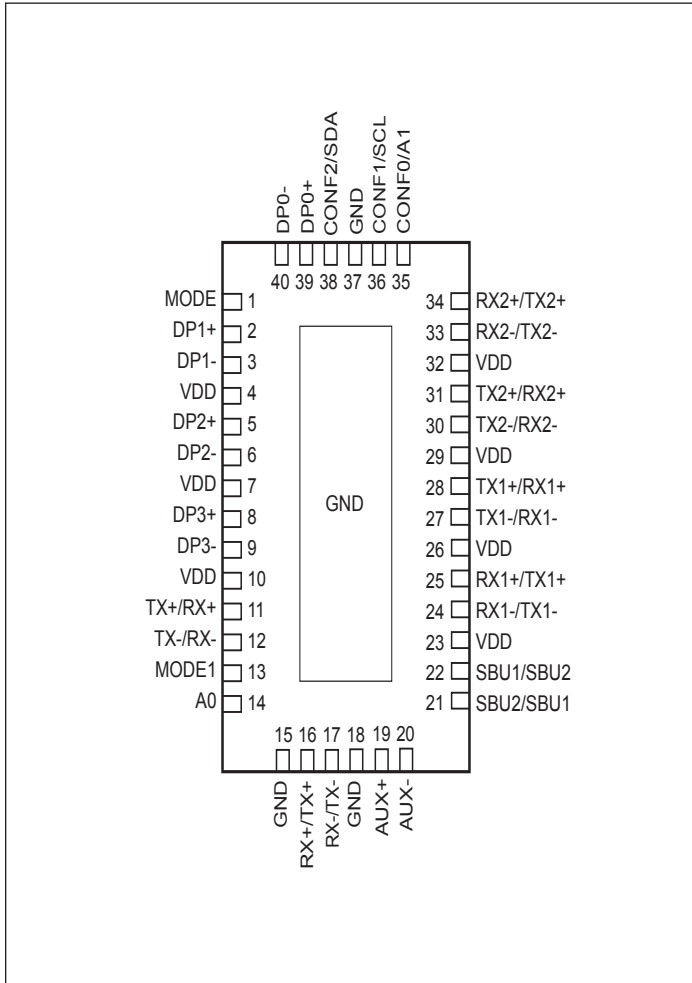 DP0-
DP0+
CONF2/SDA
GND
CONF1/SCL
CONF0/A1
40 39 38 37 36 35
MODE 1
DP1+ 2
DP1- 3
VDD 4
DP2+ 5
DP2- 6
VDD 7
DP3+ 8
DP3- 9
VDD 10
TX+/RX+ 11
TX-/RX- 12
MODE1 13
A0 14
GND
34 RX2+/TX2+
33 RX2-/TX2-
32 VDD
31 TX2+/RX2+
30 TX2-/RX2-
29 VDD
28 TX1+/RX1+
27 TX1-/RX1-
26 VDD
25 RX1+/TX1+
24 RX1-/TX1-
23 VDD
22 SBU1/SBU2
21 SBU2/SBU1
15 16 17 18 19 20
GND
RX+/TX+
RX-/TX-
GND
AUX+
AUX-